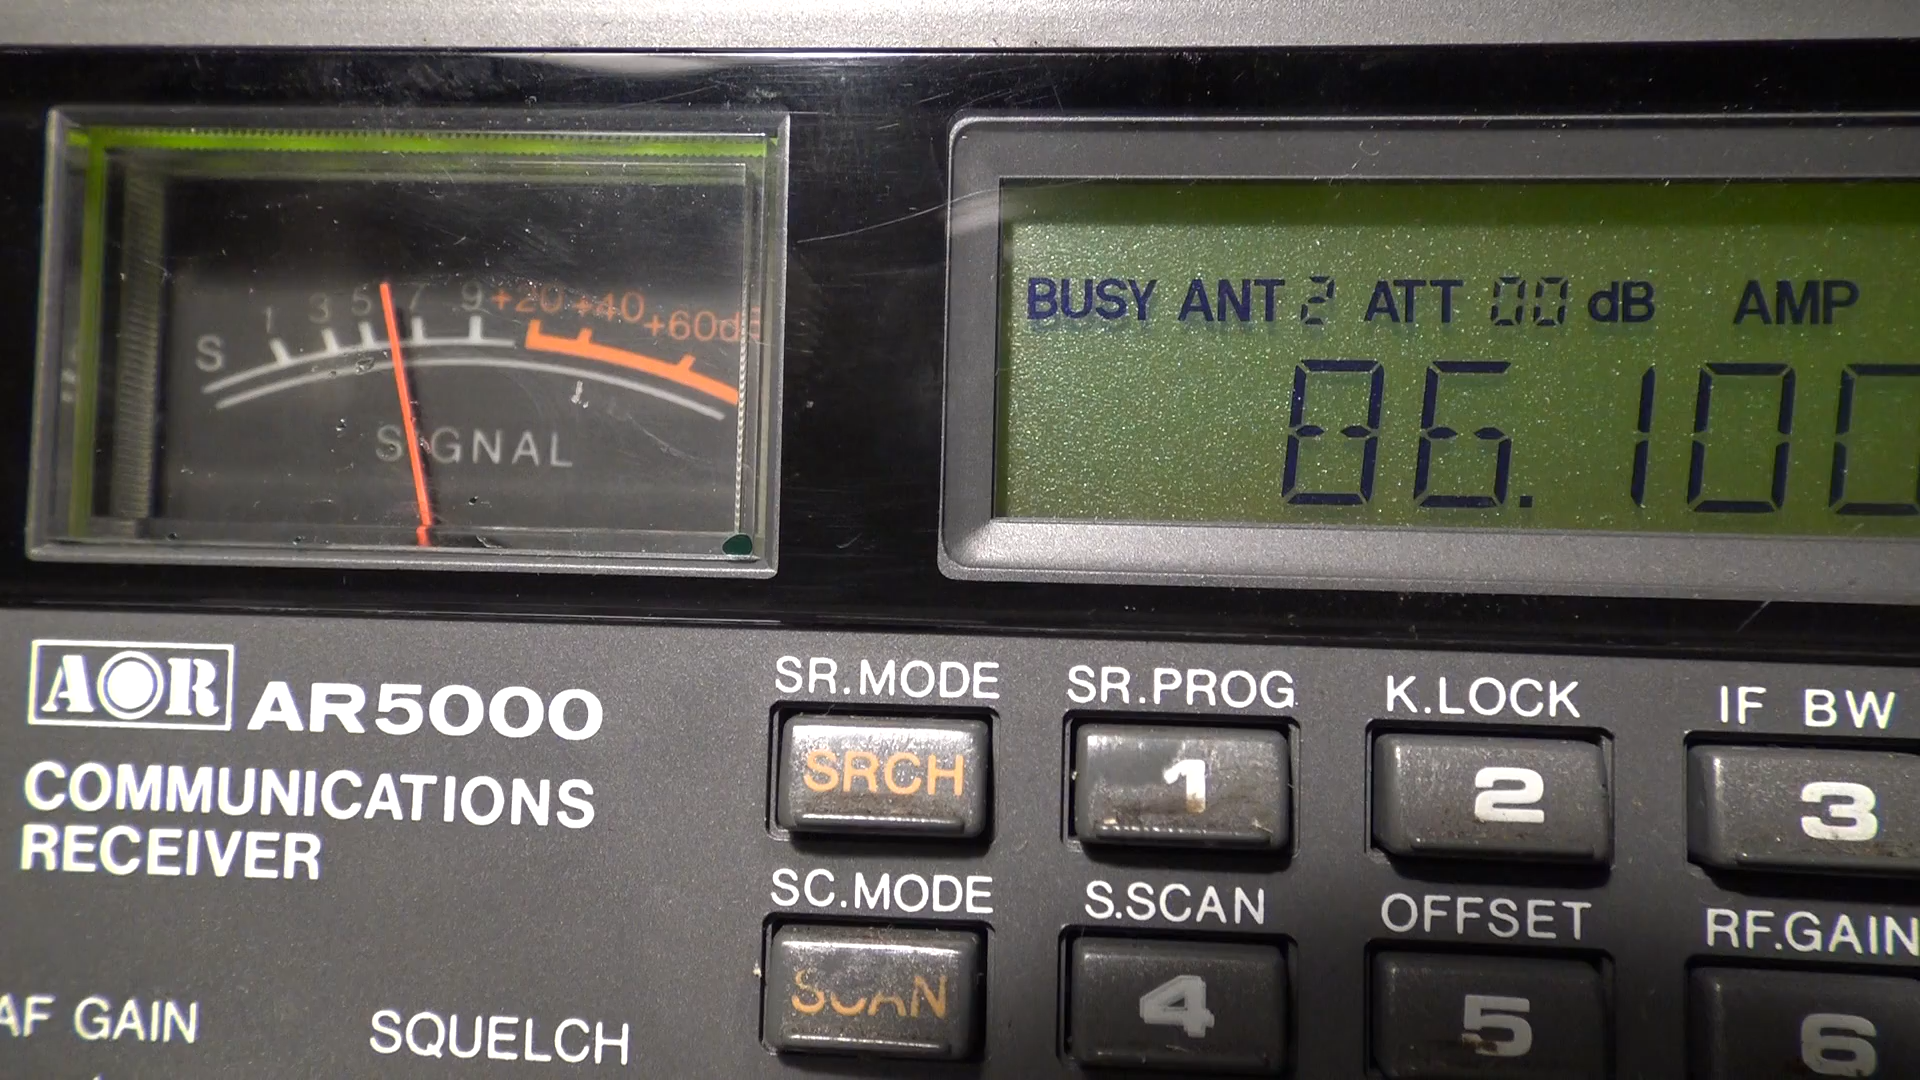 S 1 3 5 7 9 +20 +40 +60dB
SIGNAL
BUSY ANT 2 ATT 00 dB AMP
86.100
AOR AR5000
COMMUNICATIONS
RECEIVER
SR.MODE SR.PROG K.LOCK IF BW
SRCH 1 2 3
SC.MODE S.SCAN OFFSET RF.GAIN
SCAN 4 5 6
AF GAIN SQUELCH